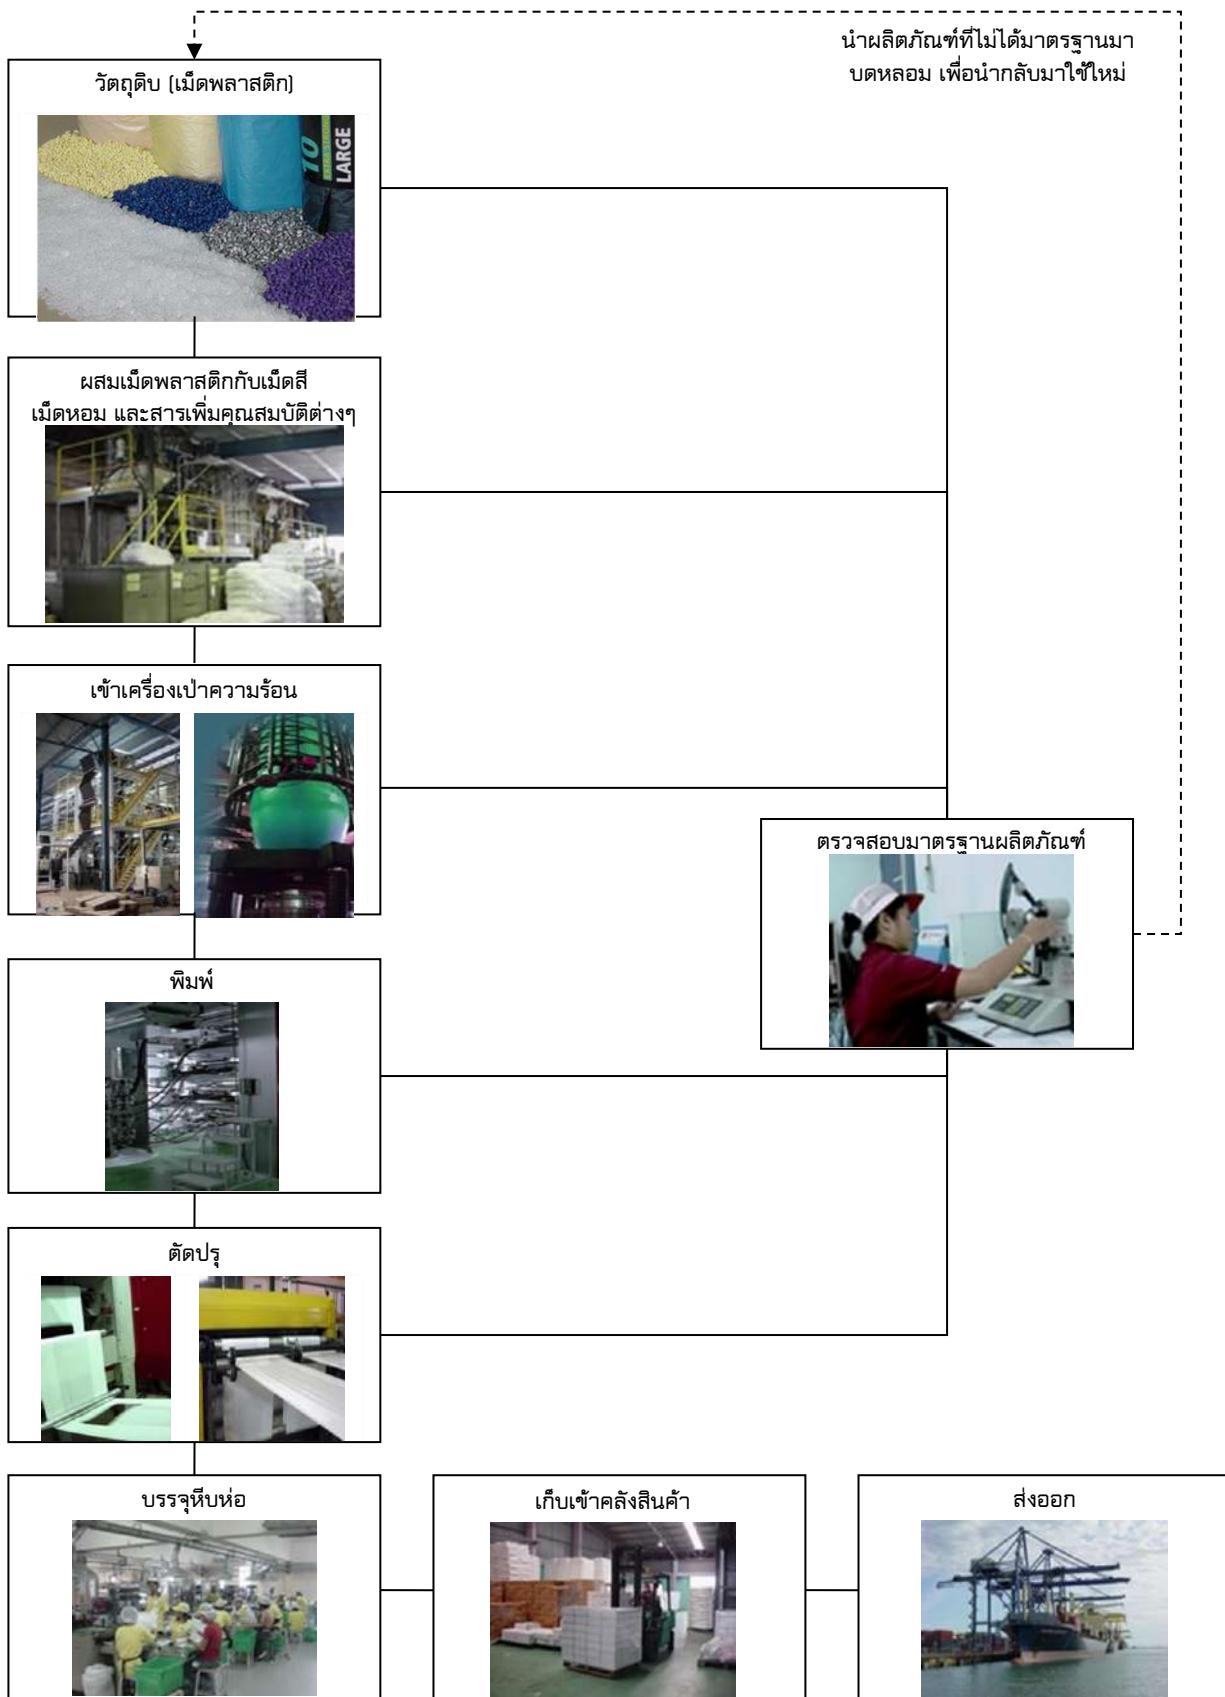 นำผลิตภัณฑ์ที่ไม่ได้มาตรฐานมา
บดหลอม เพื่อนำกลับมาใช้ใหม่
วัตถุดิบ (เม็ดพลาสติก)
10
EXTRA STRONG
LARGE
ผสมเม็ดพลาสติกกับเม็ดสี
เม็ดหอม และสารเพิ่มคุณสมบัติต่างๆ
เข้าเครื่องเป่าความร้อน
ตรวจสอบมาตรฐานผลิตภัณฑ์
พิมพ์
ตัดปรุ
บรรจุหีบห่อ
เก็บเข้าคลังสินค้า
ส่งออก